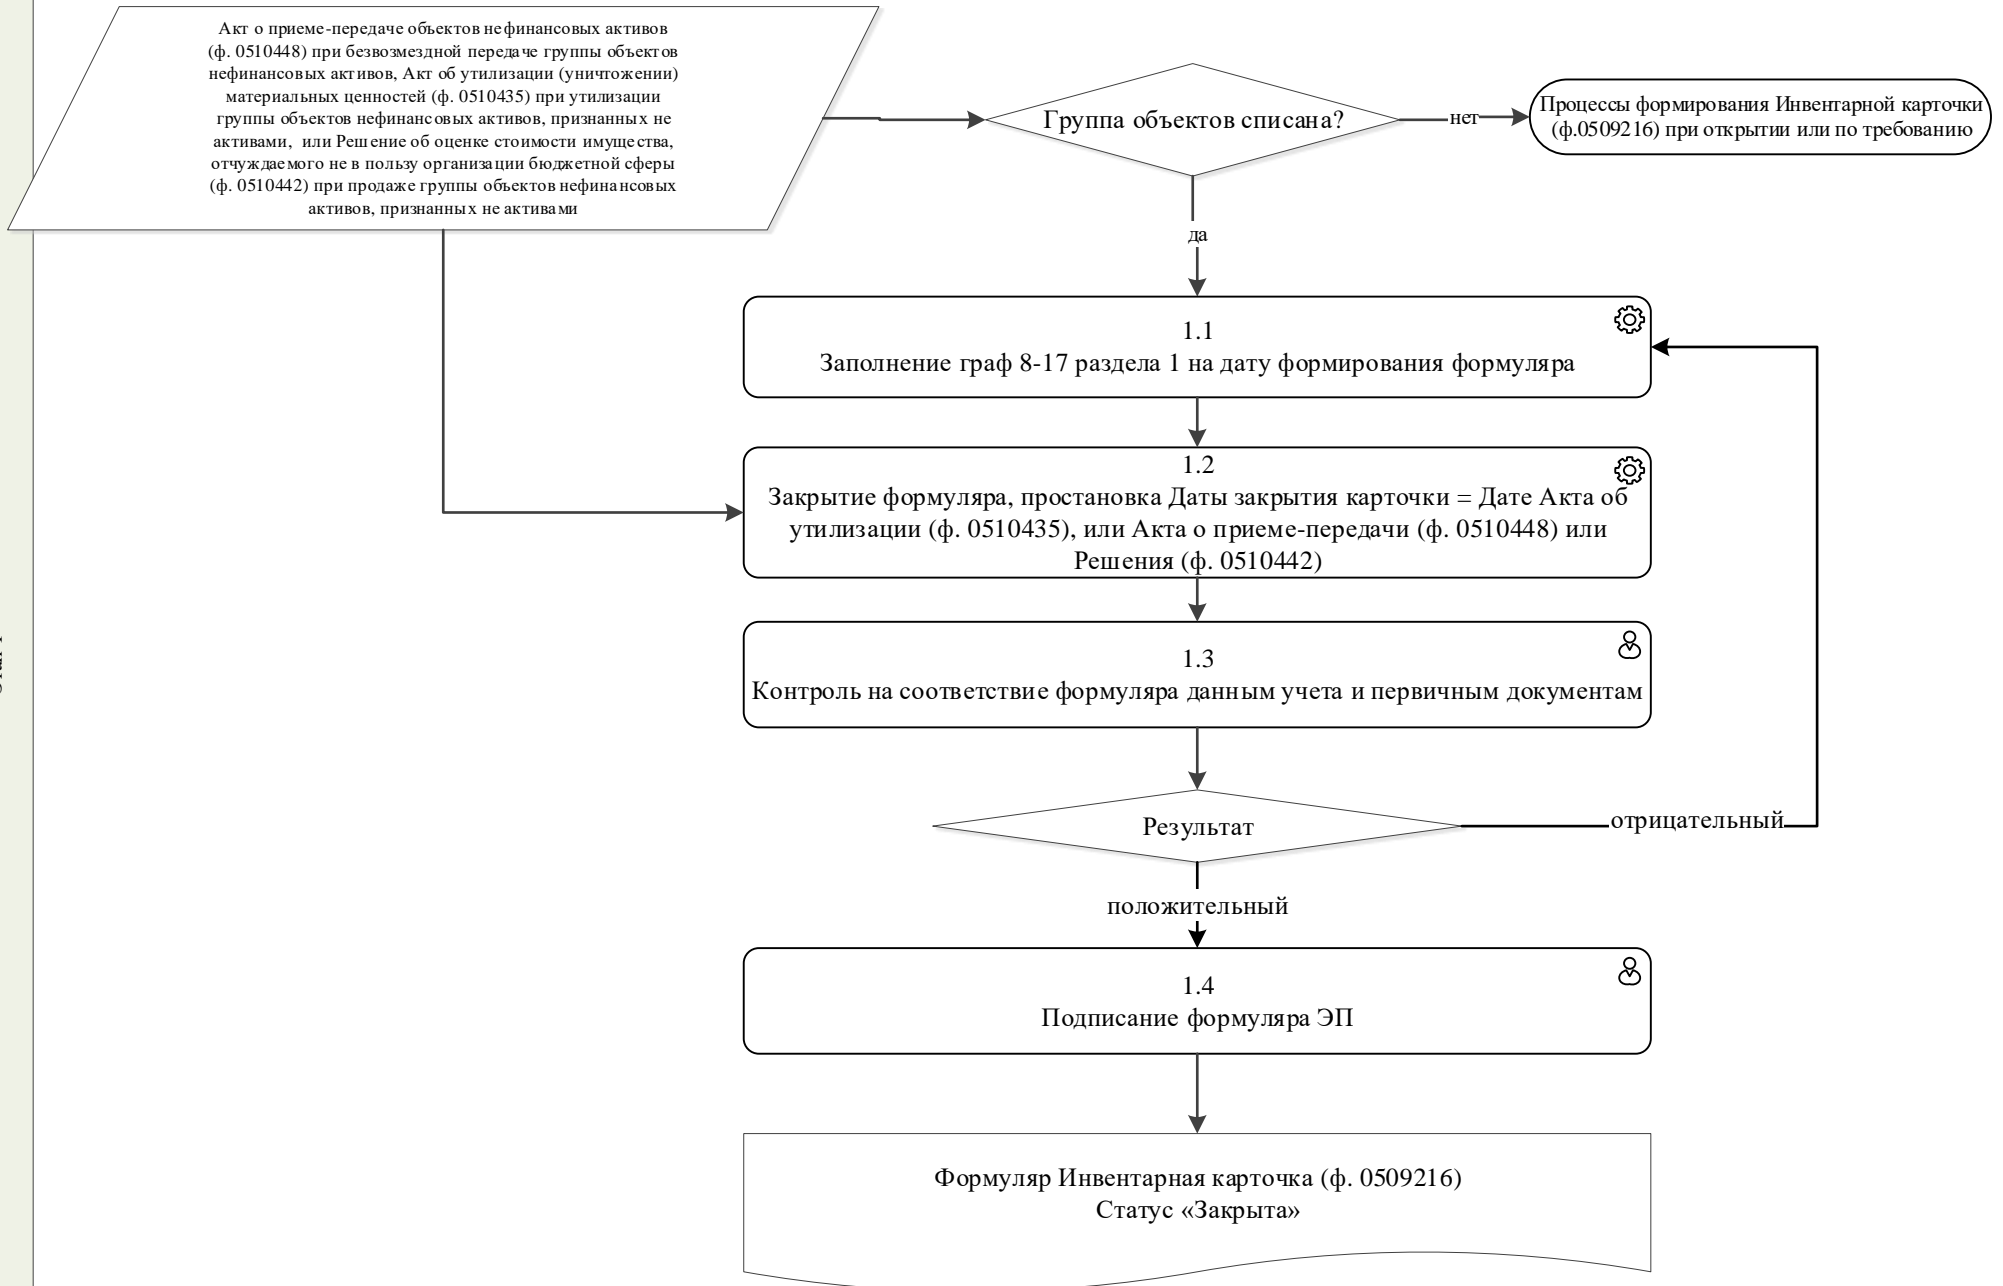 Акт о приеме-передаче объектов нефинансовых активов
(ф. 0510448) при безвозмездной передаче группы объектов
нефинансовых активов, Акт об утилизации (уничтожении)
материальных ценностей (ф. 0510435) при утилизации
группы объектов нефинансовых активов, признанных не
активами, или Решение об оценке стоимости имущества,
отчуждаемого не в пользу организации бюджетной сферы
(ф. 0510442) при продаже группы объектов нефинансовых
активов, признанных не активами
Группа объектов списана?
нет
Процессы формирования Инвентарной карточки
(ф.0509216) при открытии или по требованию
да
1.1
Заполнение граф 8-17 раздела 1 на дату формирования формуляра
1.2
Закрытие формуляра, простановка Даты закрытия карточки = Дате Акта об
утилизации (ф. 0510435), или Акта о приеме-передачи (ф. 0510448) или
Решения (ф. 0510442)
1.3
Контроль на соответствие формуляра данным учета и первичным документам
Результат
отрицательный
положительный
1.4
Подписание формуляра ЭП
Формуляр Инвентарная карточка (ф. 0509216)
Статус «Закрыта»